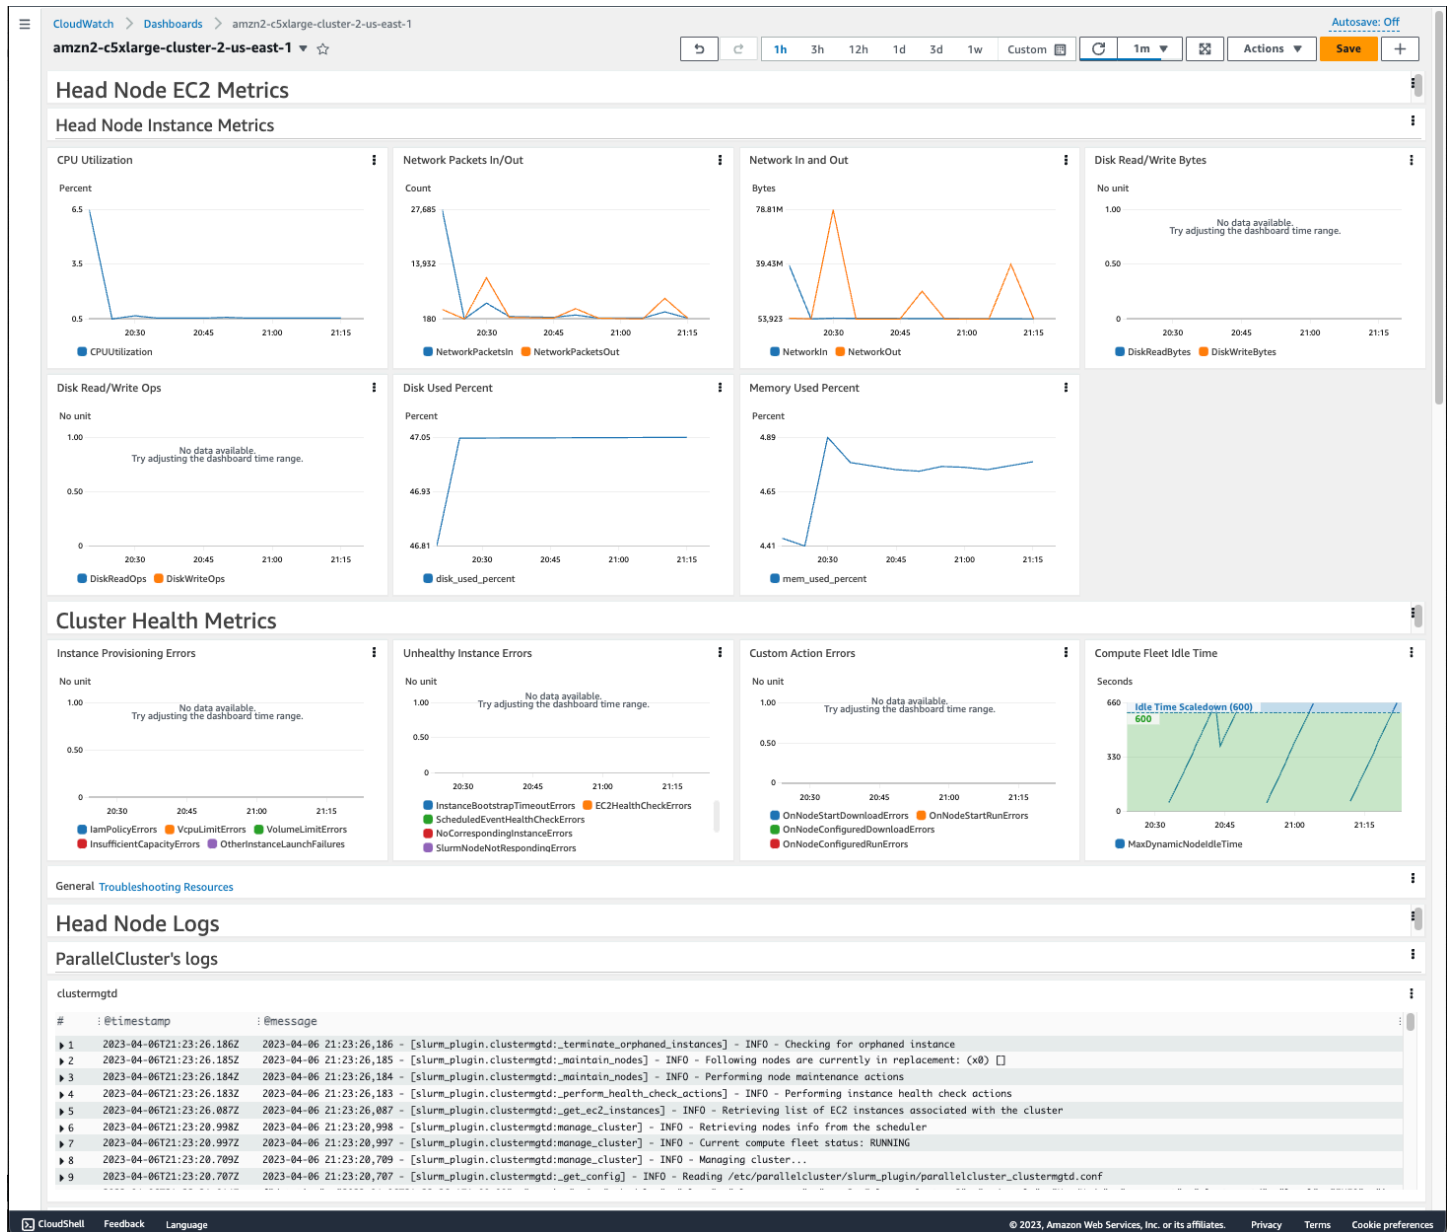 CloudWatch > Dashboards > amzn2-c5xlarge-cluster-2-us-east-1
Autosave: Off
amzn2-c5xlarge-cluster-2-us-east-1
1h 3h 12h 1d 3d 1w Custom 1m Actions Save
Head Node EC2 Metrics
Head Node Instance Metrics
CPU Utilization
Percent
6.5
3.5
0.5
20:30 20:45 21:00 21:15
CPUUtilization
Network Packets In/Out
Count
27,685
13,932
180
20:30 20:45 21:00 21:15
NetworkPacketsIn NetworkPacketsOut
Network In and Out
Bytes
78.81M
39.43M
53,923
20:30 20:45 21:00 21:15
NetworkIn NetworkOut
Disk Read/Write Bytes
No unit
1.00
No data available.
Try adjusting the dashboard time range.
0.50
0
20:30 20:45 21:00 21:15
DiskReadBytes DiskWriteBytes
Disk Read/Write Ops
No unit
1.00
No data available.
Try adjusting the dashboard time range.
0.50
0
20:30 20:45 21:00 21:15
DiskReadOps DiskWriteOps
Disk Used Percent
Percent
47.05
46.93
46.81
20:30 20:45 21:00 21:15
disk_used_percent
Memory Used Percent
Percent
4.89
4.65
4.41
20:30 20:45 21:00 21:15
mem_used_percent
Cluster Health Metrics
Instance Provisioning Errors
No unit
1.00
No data available.
Try adjusting the dashboard time range.
0.50
0
20:30 20:45 21:00 21:15
IamPolicyErrors VcpuLimitErrors VolumeLimitErrors
InsufficientCapacityErrors OtherInstanceLaunchFailures
Unhealthy Instance Errors
No unit
1.00
No data available.
Try adjusting the dashboard time range.
0.50
0
20:30 20:45 21:00 21:15
InstanceBootstrapTimeoutErrors EC2HealthCheckErrors
ScheduledEventHealthCheckErrors
NoCorrespondingInstanceErrors
SlurmNodeNotRespondingErrors
Custom Action Errors
No unit
1.00
No data available.
Try adjusting the dashboard time range.
0.50
0
20:30 20:45 21:00 21:15
OnNodeStartDownloadErrors OnNodeStartRunErrors
OnNodeConfiguredDownloadErrors
OnNodeConfiguredRunErrors
Compute Fleet Idle Time
Seconds
660
Idle Time Scaledown (600)
600
330
0
20:30 20:45 21:00 21:15
MaxDynamicNodeIdleTime
General Troubleshooting Resources
Head Node Logs
ParallelCluster's logs
clustermgtd
# @timestamp @message
1 2023-04-06T21:23:26.186Z 2023-04-06 21:23:26,186 - [slurm_plugin.clustermgtd:_terminate_orphaned_instances] - INFO - Checking for orphaned instance
2 2023-04-06T21:23:26.185Z 2023-04-06 21:23:26,185 - [slurm_plugin.clustermgtd:_maintain_nodes] - INFO - Following nodes are currently in replacement: (x0) []
3 2023-04-06T21:23:26.184Z 2023-04-06 21:23:26,184 - [slurm_plugin.clustermgtd:_maintain_nodes] - INFO - Performing node maintenance actions
4 2023-04-06T21:23:26.183Z 2023-04-06 21:23:26,183 - [slurm_plugin.clustermgtd:_perform_health_check_actions] - INFO - Performing instance health check actions
5 2023-04-06T21:23:26.087Z 2023-04-06 21:23:26,087 - [slurm_plugin.clustermgtd:_get_ec2_instances] - INFO - Retrieving list of EC2 instances associated with the cluster
6 2023-04-06T21:23:20.998Z 2023-04-06 21:23:20,998 - [slurm_plugin.clustermgtd:manage_cluster] - INFO - Retrieving nodes info from the scheduler
7 2023-04-06T21:23:20.997Z 2023-04-06 21:23:20,997 - [slurm_plugin.clustermgtd:manage_cluster] - INFO - Current compute fleet status: RUNNING
8 2023-04-06T21:23:20.709Z 2023-04-06 21:23:20,709 - [slurm_plugin.clustermgtd:manage_cluster] - INFO - Managing cluster...
9 2023-04-06T21:23:20.707Z 2023-04-06 21:23:20,707 - [slurm_plugin.clustermgtd:_get_config] - INFO - Reading /etc/parallelcluster/slurm_plugin/parallelcluster_clustermgtd.conf
CloudShell Feedback Language © 2023, Amazon Web Services, Inc. or its affiliates. Privacy Terms Cookie preferences